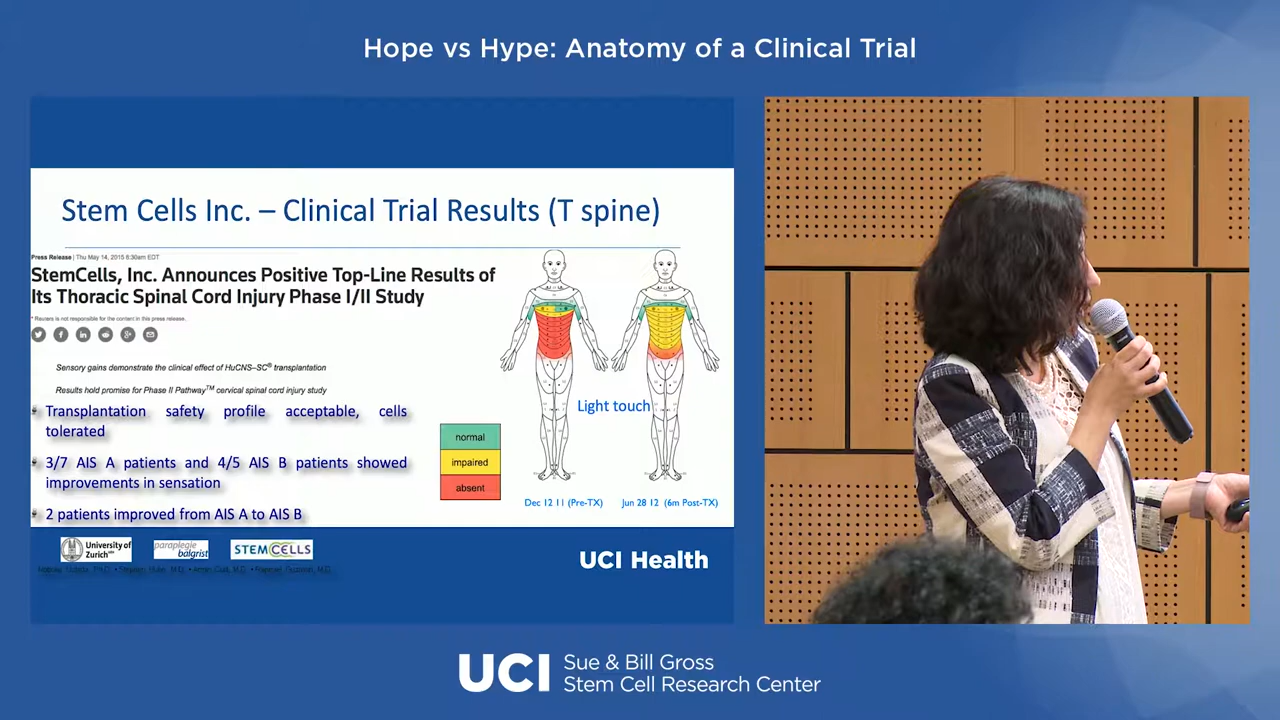 Hope vs Hype: Anatomy of a Clinical Trial
Stem Cells Inc. – Clinical Trial Results (T spine)
Press Release | Thu May 14, 2015 8:30am EDT
StemCells, Inc. Announces Positive Top-Line Results of
Its Thoracic Spinal Cord Injury Phase I/II Study
* Reuters is not responsible for the content in this press release.
Sensory gains demonstrate the clinical effect of HuCNS–SC® transplantation
Results hold promise for Phase II Pathway™ cervical spinal cord injury study
Transplantation safety profile acceptable, cells
tolerated
3/7 AIS A patients and 4/5 AIS B patients showed
improvements in sensation
2 patients improved from AIS A to AIS B
normal
impaired
absent
Light touch
Dec 12 11 (Pre-TX)
Jun 28 12 (6m Post-TX)
University of
Zurich
paraplegie
balgrist
STEMCELLS
UCI Health
UCI
Sue & Bill Gross
Stem Cell Research Center